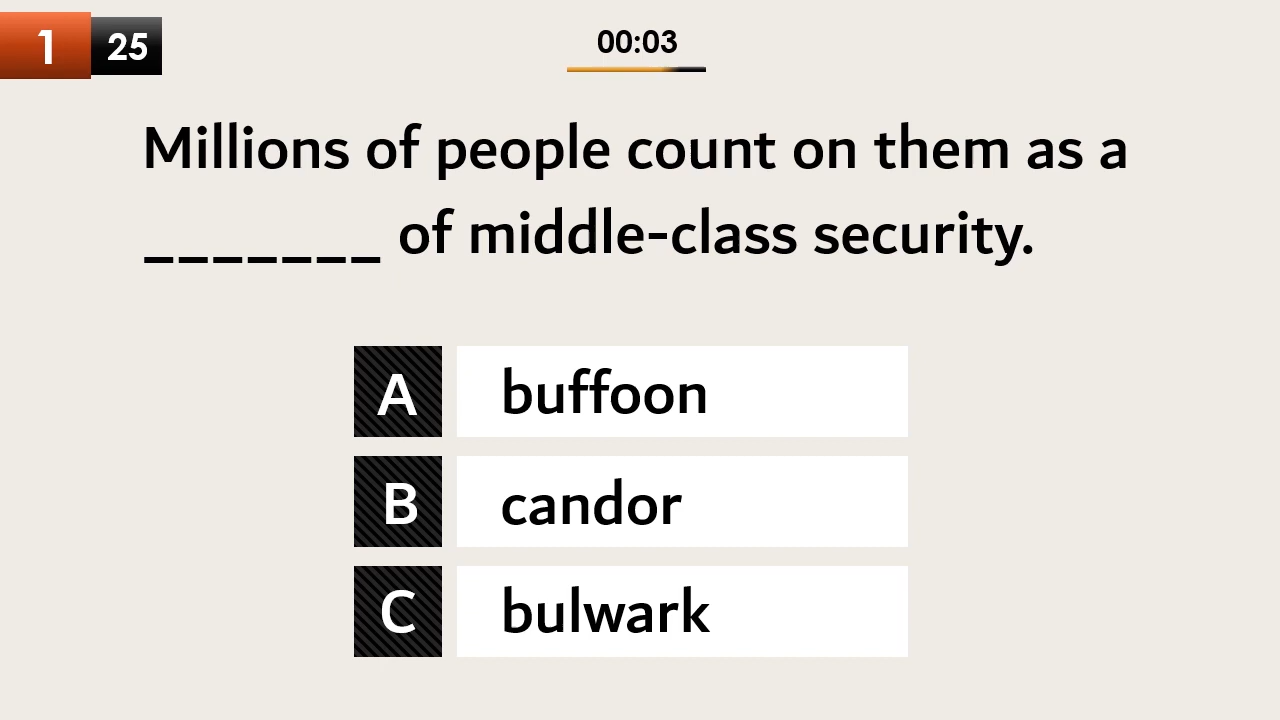 1 25
00:03
Millions of people count on them as a
_______ of middle-class security.
A buffoon
B candor
C bulwark